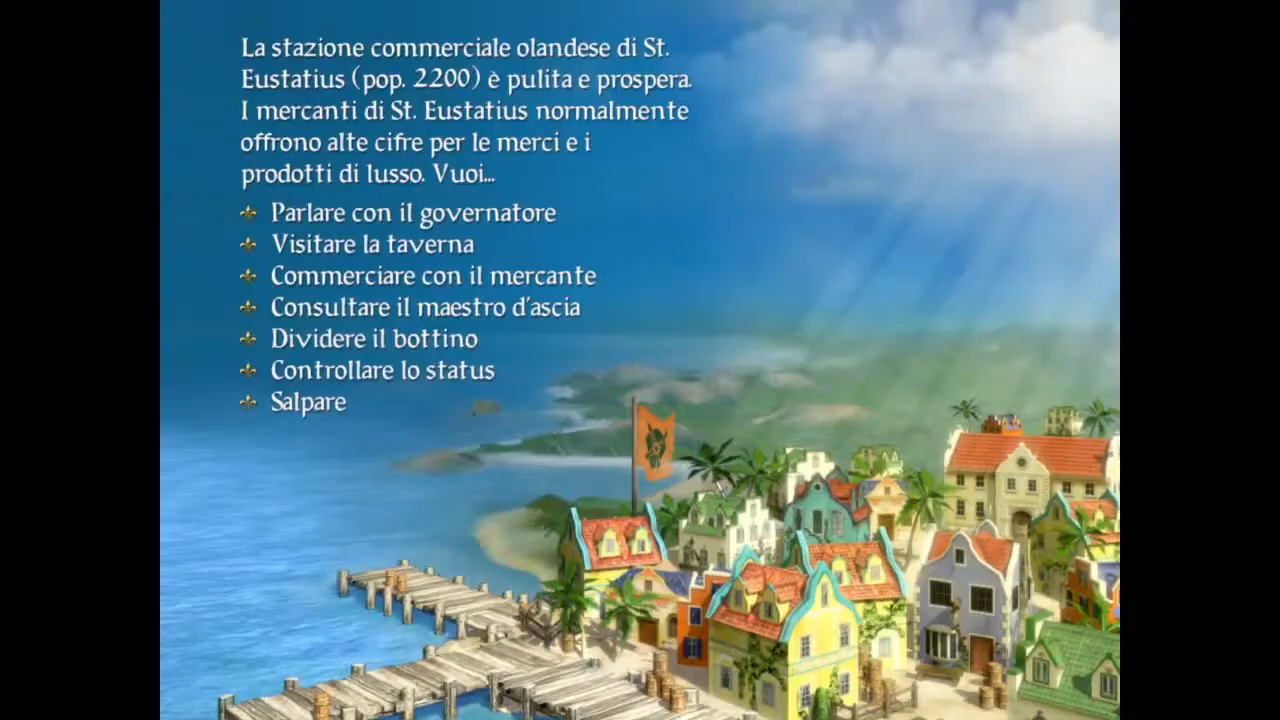 La stazione commerciale olandese di St.
Eustatius (pop. 2200) è pulita e prospera.
I mercanti di St. Eustatius normalmente
offrono alte cifre per le merci e i
prodotti di lusso. Vuoi...
Parlare con il governatore
Visitare la taverna
Commerciare con il mercante
Consultare il maestro d'ascia
Dividere il bottino
Controllare lo status
Salpare